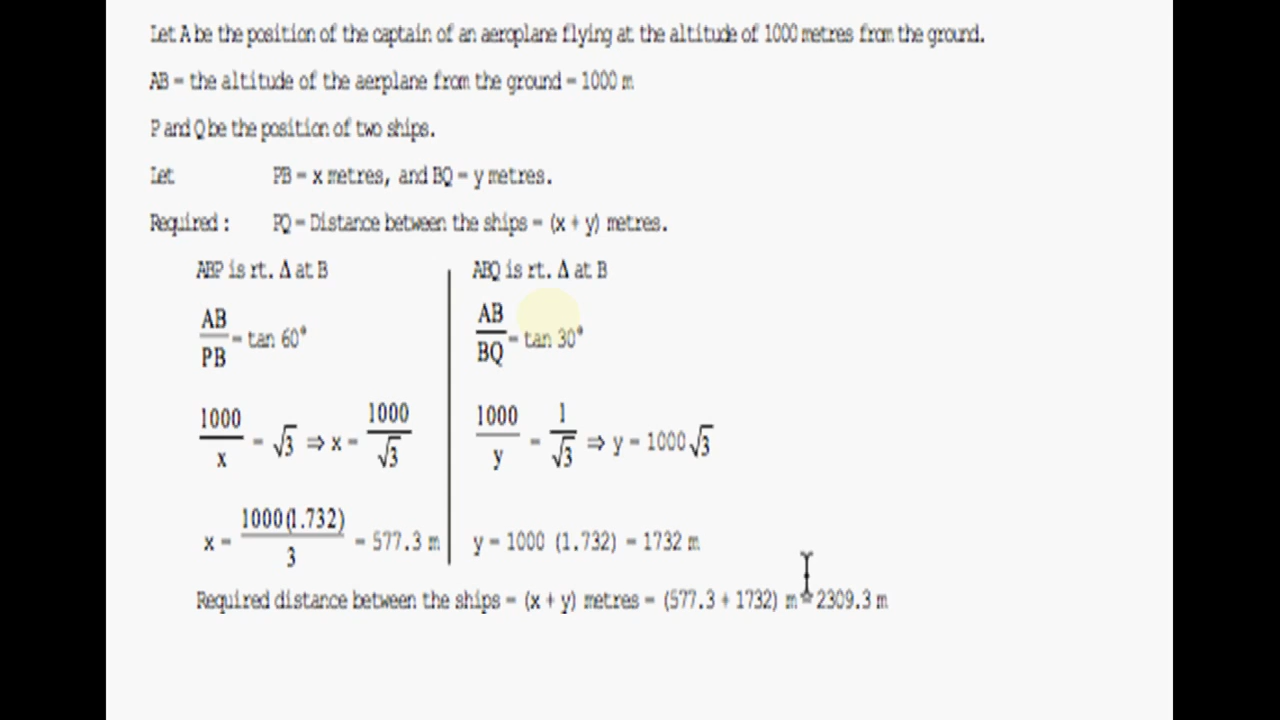 Let A be the position of the captain of an aeroplane flying at the altitude of 1000 metres from the ground.
AB = the altitude of the aerplane from the ground = 1000 m
P and Q be the position of two ships.
Let PB = x metres, and BQ = y metres.
Required : PQ = Distance between the ships = (x + y) metres.
ABP is rt. Δ at B
AB/PB = tan 60°
1000/x = √3 ⇒ x = 1000/√3
x = 1000(1.732)/3 = 577.3 m
ABQ is rt. Δ at B
AB/BQ = tan 30°
1000/y = 1/√3 ⇒ y = 1000√3
y = 1000 (1.732) = 1732 m
Required distance between the ships = (x + y) metres = (577.3 + 1732) m = 2309.3 m